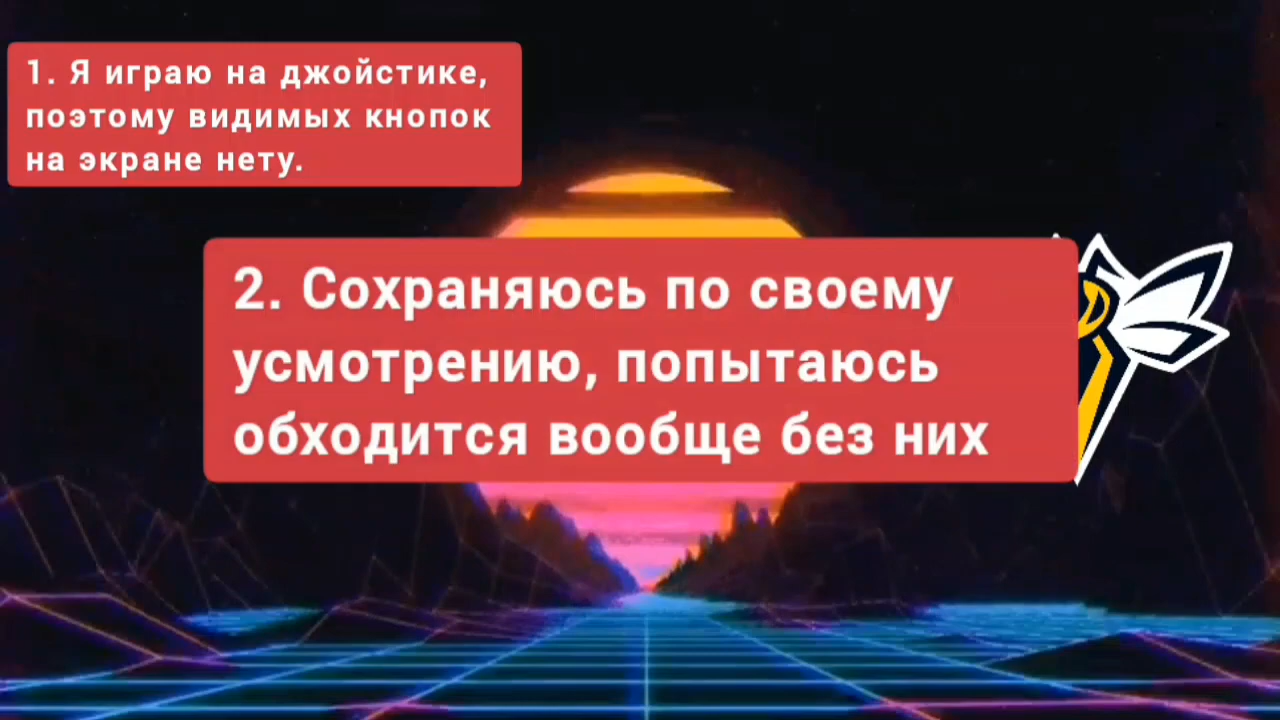 1. Я играю на джойстике,
поэтому видимых кнопок
на экране нету.
2. Сохраняюсь по своему
усмотрению, попытаюсь
обходится вообще без них